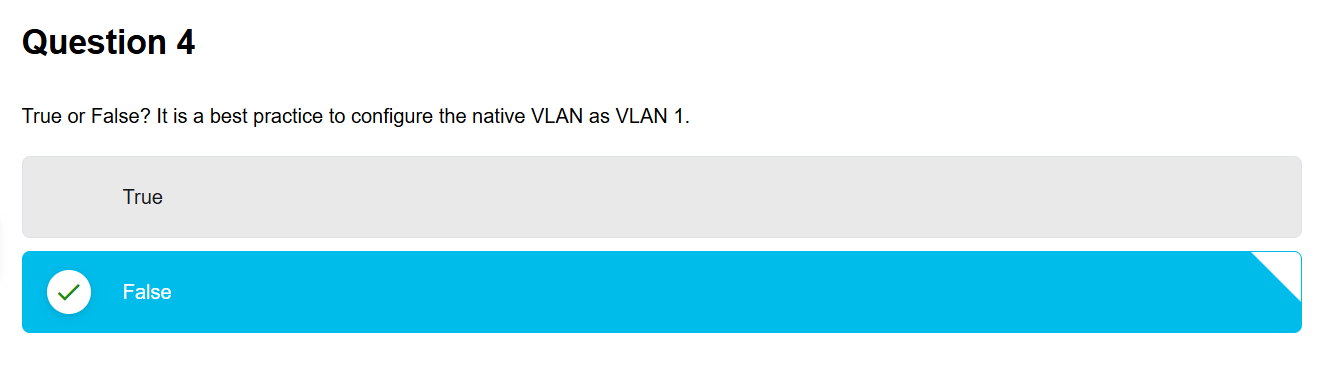 Question 4
True or False? It is a best practice to configure the native VLAN as VLAN 1.
True
False